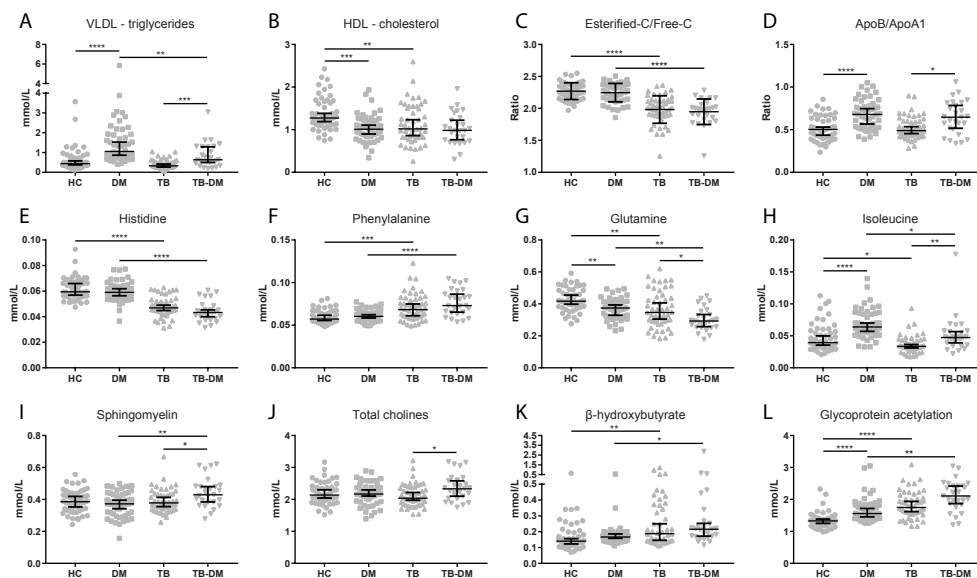 A
VLDL - triglycerides
mmol/L
8
6
4
2
3
2
1
0
****
**
***
HC DM TB TB-DM
B
HDL - cholesterol
mmol/L
3
2
1
0
**
***
HC DM TB TB-DM
C
Esterified-C/Free-C
Ratio
3.0
2.5
2.0
1.5
1.0
****
****
HC DM TB TB-DM
D
ApoB/ApoA1
Ratio
1.5
1.0
0.5
0.0
****
*
HC DM TB TB-DM
E
Histidine
mmol/L
0.10
0.08
0.06
0.04
0.02
0.00
****
****
HC DM TB TB-DM
F
Phenylalanine
mmol/L
0.15
0.10
0.05
0.00
***
****
HC DM TB TB-DM
G
Glutamine
mmol/L
0.8
0.6
0.4
0.2
0.0
**
**
**
*
HC DM TB TB-DM
H
Isoleucine
mmol/L
0.20
0.15
0.10
0.05
0.00
*
**
*
****
HC DM TB TB-DM
I
Sphingomyelin
mmol/L
0.8
0.6
0.4
0.2
0.0
**
*
HC DM TB TB-DM
J
Total cholines
mmol/L
4
3
2
1
0
*
HC DM TB TB-DM
K
β-hydroxybutyrate
mmol/L
4.5
3.5
2.5
1.5
0.5
0.5
0.4
0.3
0.2
0.1
0.0
**
*
HC DM TB TB-DM
L
Glycoprotein acetylation
mmol/L
4
3
2
1
0
****
****
**
HC DM TB TB-DM